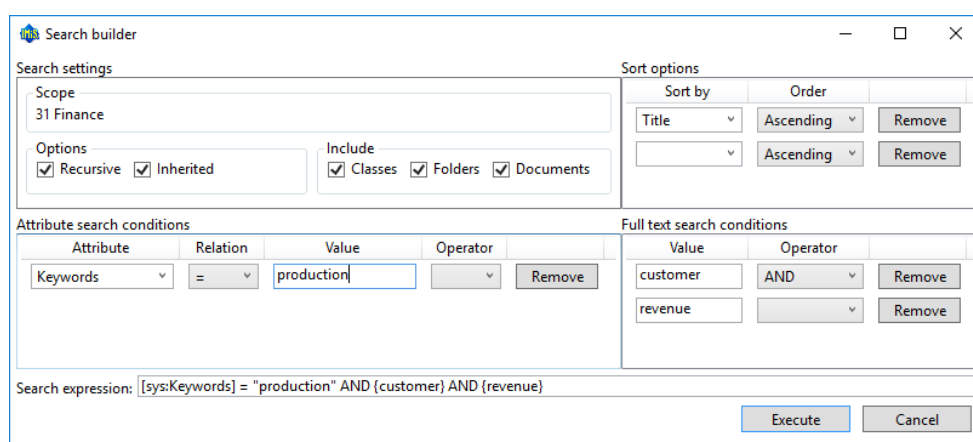 IMiS Search builder
Search settings
Scope
31 Finance
Options
Recursive Inherited
Include
Classes Folders Documents
Sort options
Sort by Order
Title Ascending Remove
Ascending Remove
Attribute search conditions
Attribute Relation Value Operator
Keywords = production Remove
Full text search conditions
Value Operator
customer AND Remove
revenue Remove
Search expression: [sys:Keywords] = "production" AND {customer} AND {revenue}
Execute Cancel